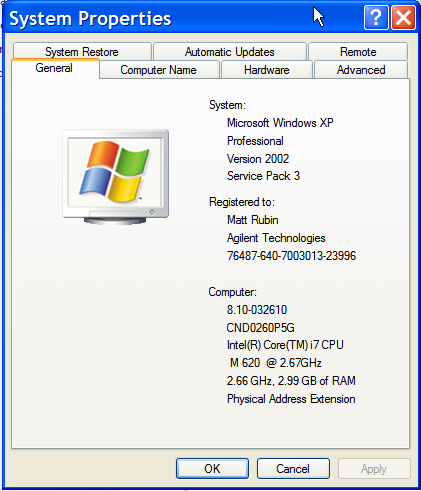 System Properties
System Restore Automatic Updates Remote
General Computer Name Hardware Advanced
System:
Microsoft Windows XP
Professional
Version 2002
Service Pack 3
Registered to:
Matt Rubin
Agilent Technologies
76487-640-7003013-23996
Computer:
8.10-032610
CND0260P5G
Intel(R) Core(TM) i7 CPU
M 620 @ 2.67GHz
2.66 GHz, 2.99 GB of RAM
Physical Address Extension
OK Cancel Apply